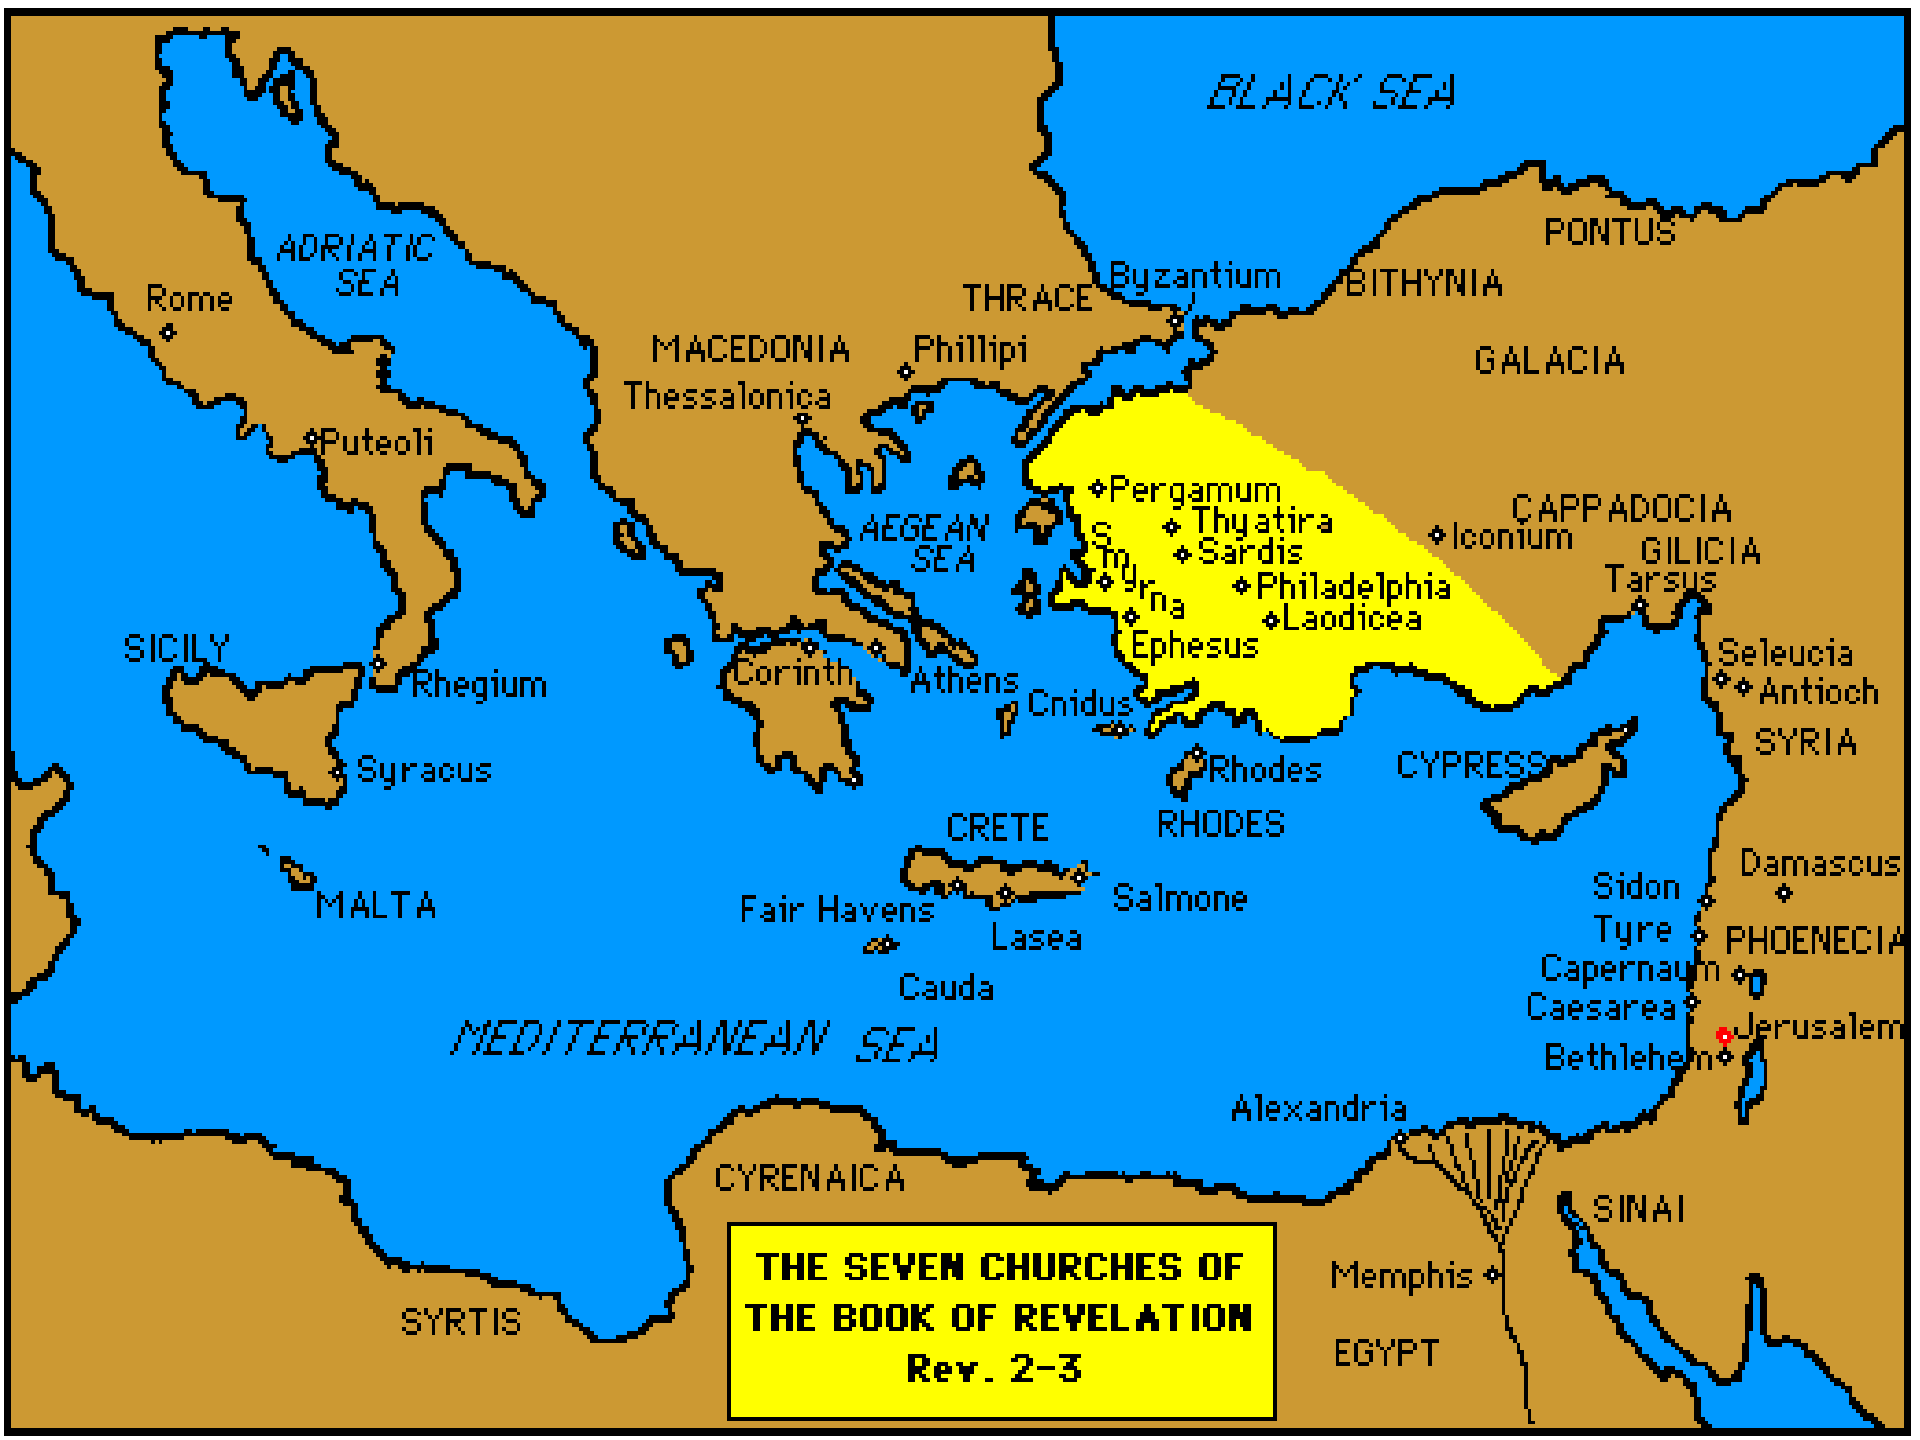 BLACK SEA
PONTUS
ADRIATIC
SEA
Byzantium
BITHYNIA
Rome
THRACE
MACEDONIA
Phillipi
GALACIA
Thessalonica
Puteoli
Pergamum
CAPPADOCIA
Thyatira
AEGEAN
SEA
Smyrna
Iconium
Sardis
GILICIA
Tarsus
Philadelphia
Laodicea
SICILY
Ephesus
Seleucia
Corinth
Athens
Rhegium
Antioch
Cnidus
SYRIA
Syracus
Rhodes
CYPRESS
RHODES
CRETE
Damascus
Sidon
MALTA
Fair Havens
Salmone
Tyre
Lasea
PHOENECIA
Capernaum
Cauda
Caesarea
MEDITERRANEAN SEA
Jerusalem
Bethlehem
Alexandria
CYRENAICA
SINAI
THE SEVEN CHURCHES OF
THE BOOK OF REVELATION
Rev. 2-3
Memphis
SYRTIS
EGYPT